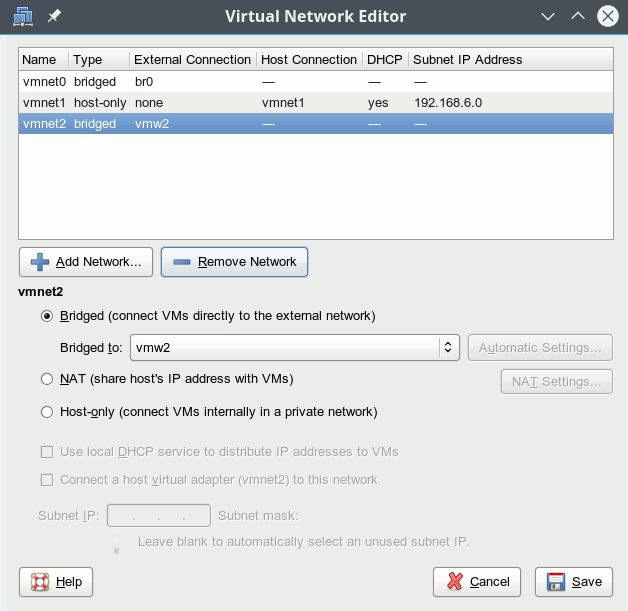 Virtual Network Editor
Name Type External Connection Host Connection DHCP Subnet IP Address
vmnet0 bridged br0 — — —
vmnet1 host-only none vmnet1 yes 192.168.6.0
vmnet2 bridged vmw2 — — —
Add Network... Remove Network
vmnet2
Bridged (connect VMs directly to the external network)
Bridged to: vmw2 Automatic Settings...
NAT (share host's IP address with VMs)
NAT Settings...
Host-only (connect VMs internally in a private network)
Use local DHCP service to distribute IP addresses to VMs
Connect a host virtual adapter (vmnet2) to this network
Subnet IP: . . . Subnet mask:
Leave blank to automatically select an unused subnet IP.
Help Cancel Save